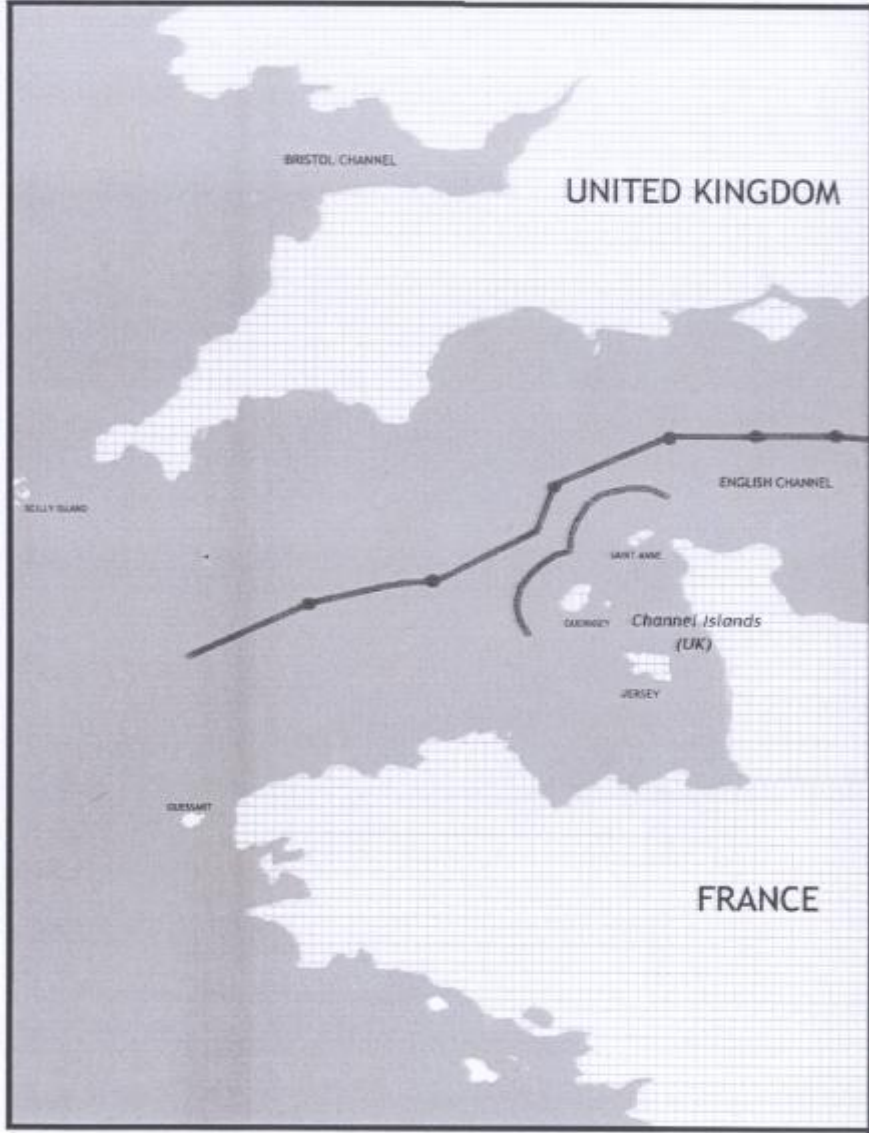 BRISTOL CHANNEL
UNITED KINGDOM
ENGLISH CHANNEL
SCILLY ISLAND
SAINT ANNE
GUERNSEY
Channel Islands
(UK)
JERSEY
OUESSANT
FRANCE